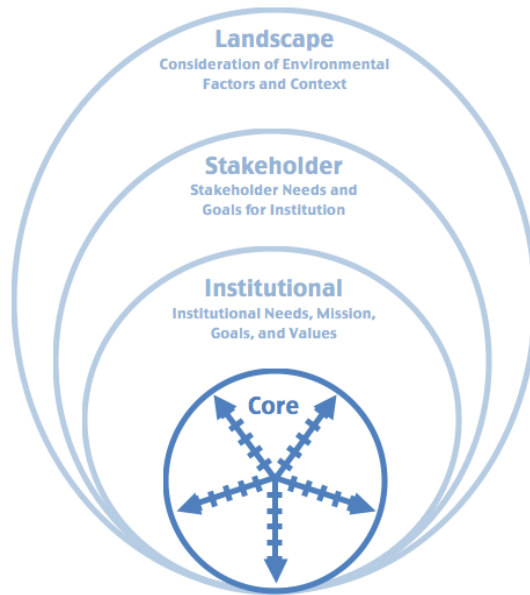 Landscape
Consideration of Environmental
Factors and Context
Stakeholder
Stakeholder Needs and
Goals for Institution
Institutional
Institutional Needs, Mission,
Goals, and Values
Core